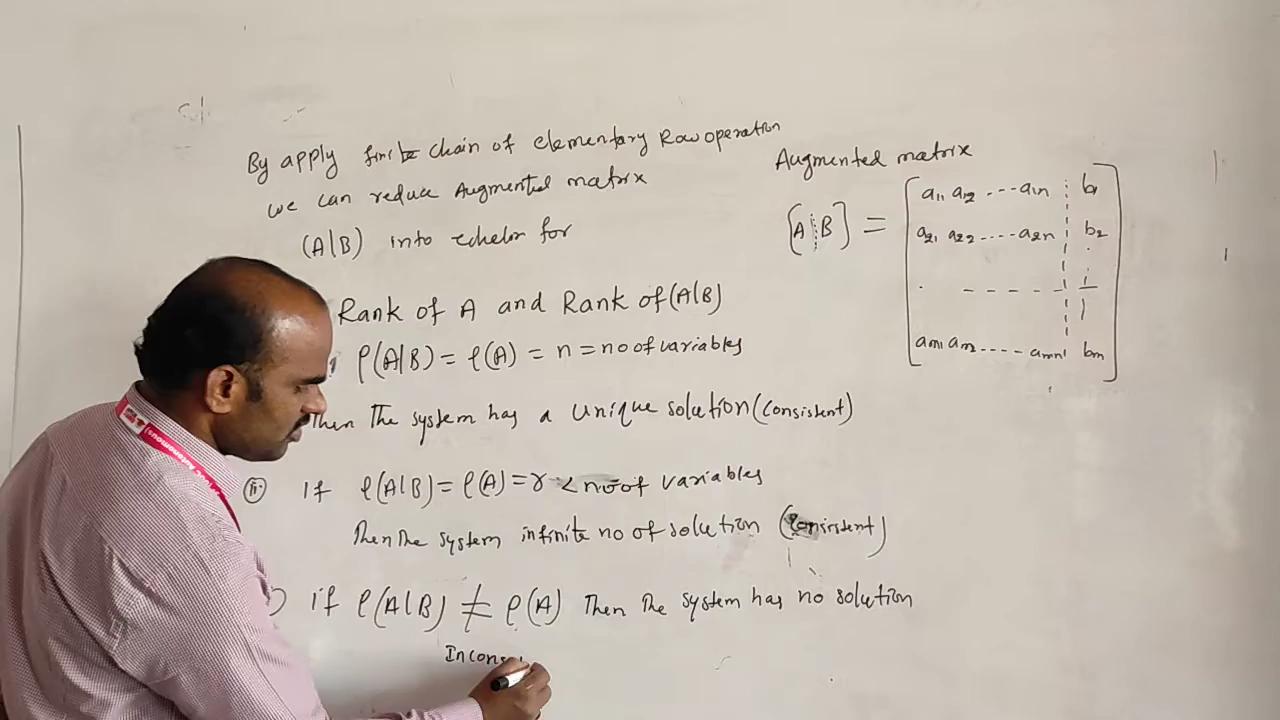 By apply finite chain of elementary Row operation
we can reduce Augmented matrix
(A|B) into echelon for
Rank of A and Rank of (A|B)
ρ(A|B) = ρ(A) = n = no of variables
Then The system has a unique solution (consistent)
(ii) If ρ(A|B) = ρ(A) = r < no of variables
Then The system infinite no of solution (Consistent)
) if ρ(A|B) ≠ ρ(A) Then The system has no solution
Augmented matrix
[A|B] =
a11 a12 ---- a1n b1
a21 a22 ---- a2n b2
am1 am2 ---- amn bm
Autonomous)